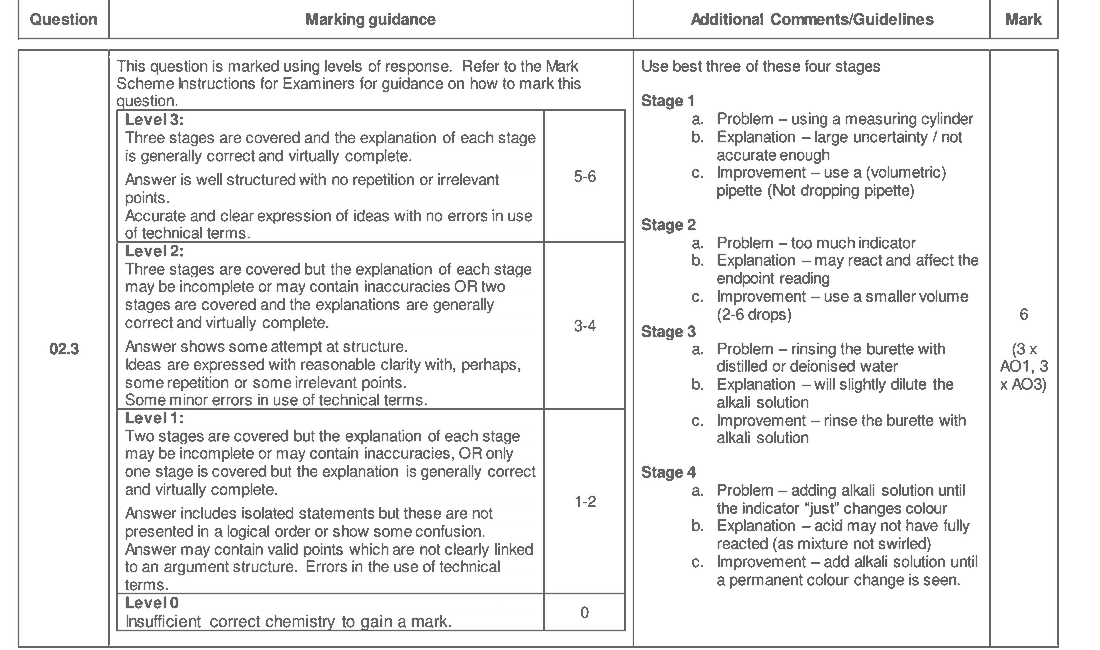 Question Marking guidance Additional Comments/Guidelines Mark
02.3
This question is marked using levels of response. Refer to the Mark
Scheme Instructions for Examiners for guidance on how to mark this
question.
Level 3:
Three stages are covered and the explanation of each stage
is generally correct and virtually complete.
Answer is well structured with no repetition or irrelevant
points.
Accurate and clear expression of ideas with no errors in use
of technical terms.
5-6
Level 2:
Three stages are covered but the explanation of each stage
may be incomplete or may contain inaccuracies OR two
stages are covered and the explanations are generally
correct and virtually complete.
Answer shows some attempt at structure.
Ideas are expressed with reasonable clarity with, perhaps,
some repetition or some irrelevant points.
Some minor errors in use of technical terms.
3-4
Level 1:
Two stages are covered but the explanation of each stage
may be incomplete or may contain inaccuracies, OR only
one stage is covered but the explanation is generally correct
and virtually complete.
Answer includes isolated statements but these are not
presented in a logical order or show some confusion.
Answer may contain valid points which are not clearly linked
to an argument structure. Errors in the use of technical
terms.
1-2
Level 0
Insufficient correct chemistry to gain a mark.
0
Use best three of these four stages
Stage 1
a. Problem – using a measuring cylinder
b. Explanation – large uncertainty / not
accurate enough
c. Improvement – use a (volumetric)
pipette (Not dropping pipette)
Stage 2
a. Problem – too much indicator
b. Explanation – may react and affect the
endpoint reading
c. Improvement – use a smaller volume
(2-6 drops)
Stage 3
a. Problem – rinsing the burette with
distilled or deionised water
b. Explanation – will slightly dilute the
alkali solution
c. Improvement – rinse the burette with
alkali solution
Stage 4
a. Problem – adding alkali solution until
the indicator “just” changes colour
b. Explanation – acid may not have fully
reacted (as mixture not swirled)
c. Improvement – add alkali solution until
a permanent colour change is seen.
6
(3 x
AO1, 3
x AO3)